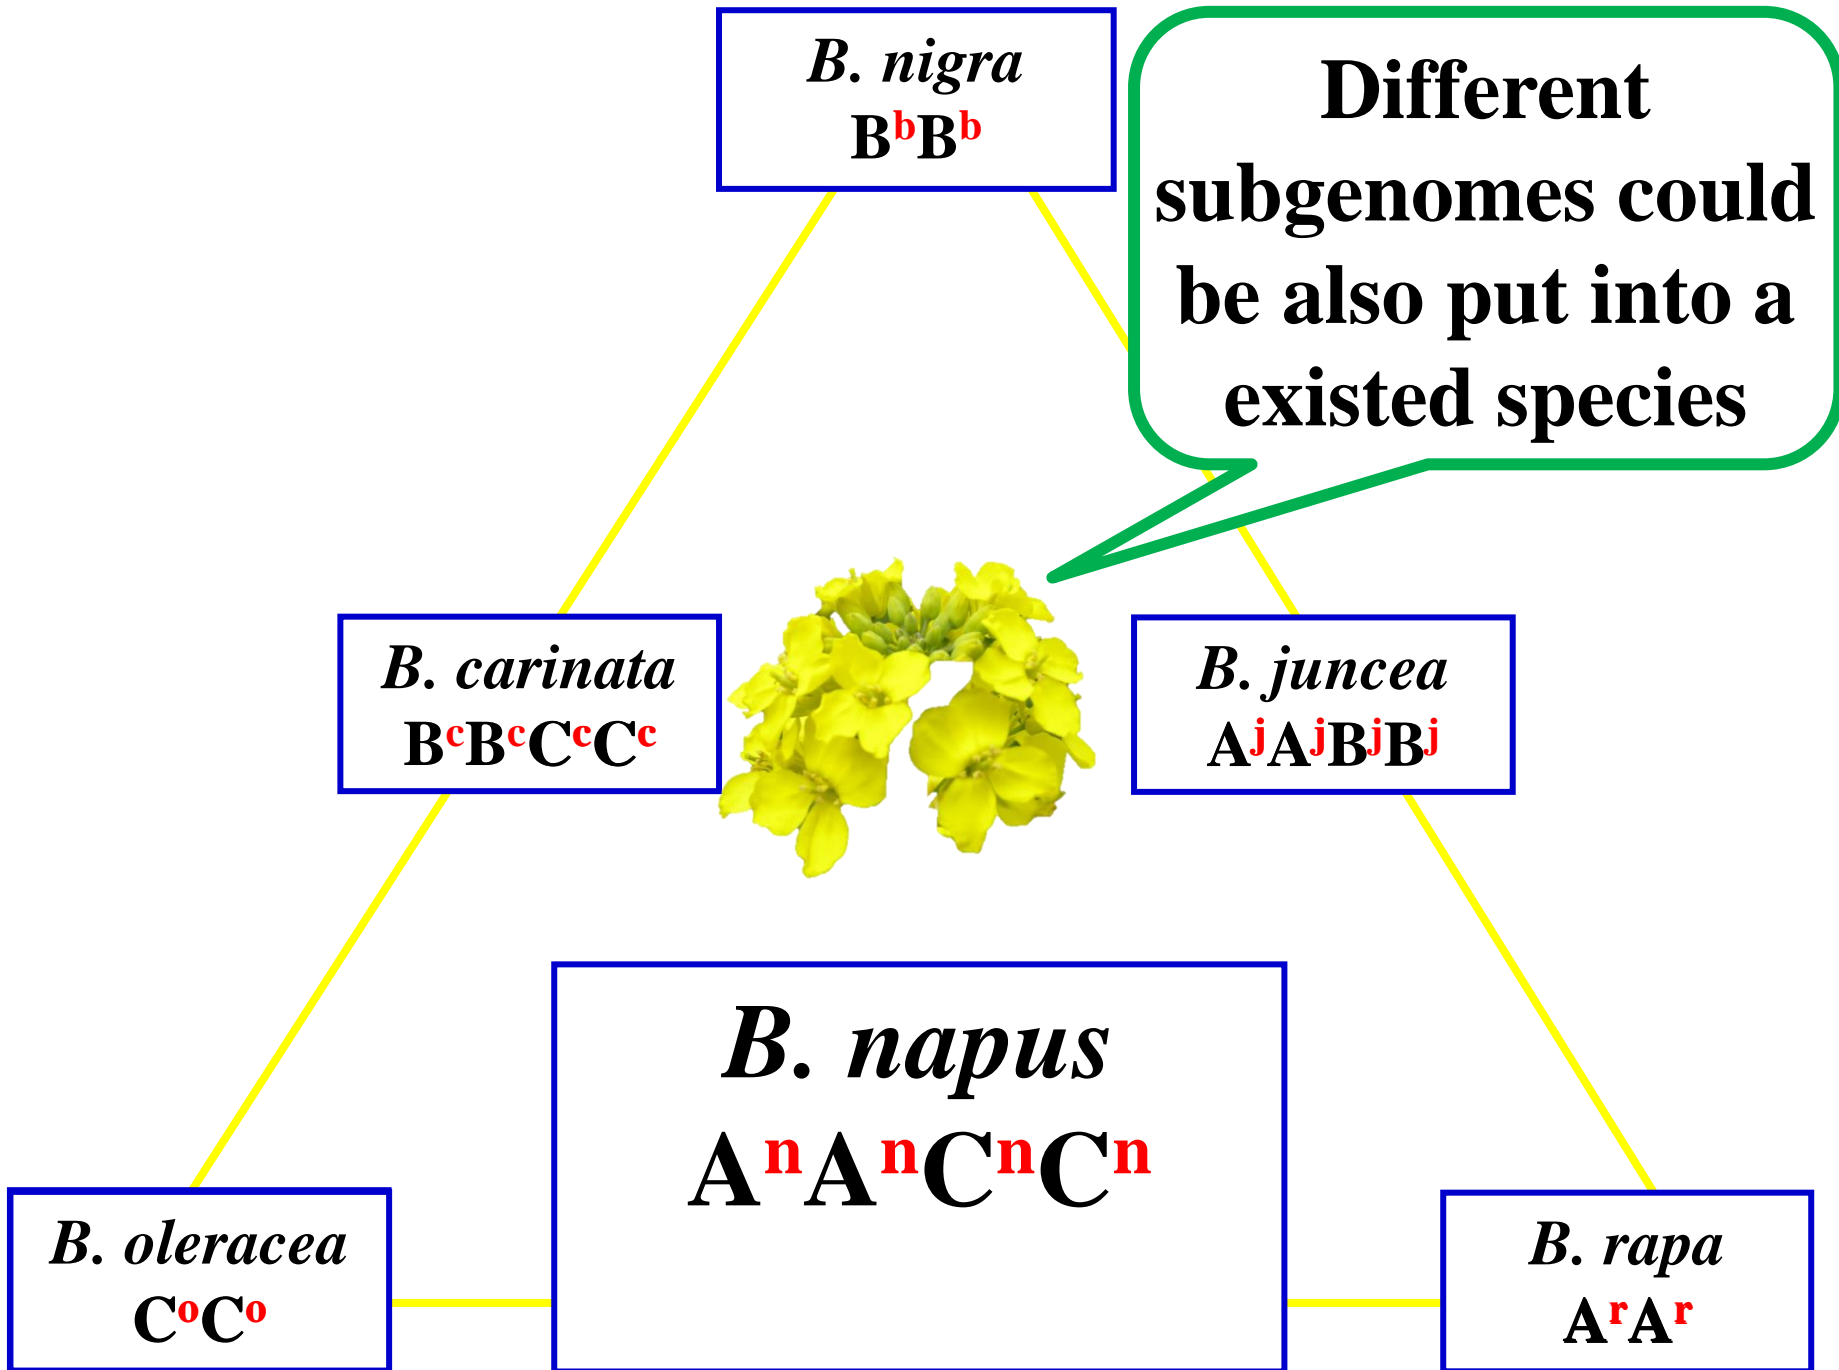 B. nigra
BᵇBᵇ
Different
subgenomes could
be also put into a
existed species
B. carinata
BᶜBᶜCᶜCᶜ
B. juncea
AʲAʲBʲBʲ
B. napus
AⁿAⁿCⁿCⁿ
B. oleracea
CᵒCᵒ
B. rapa
AʳAʳ